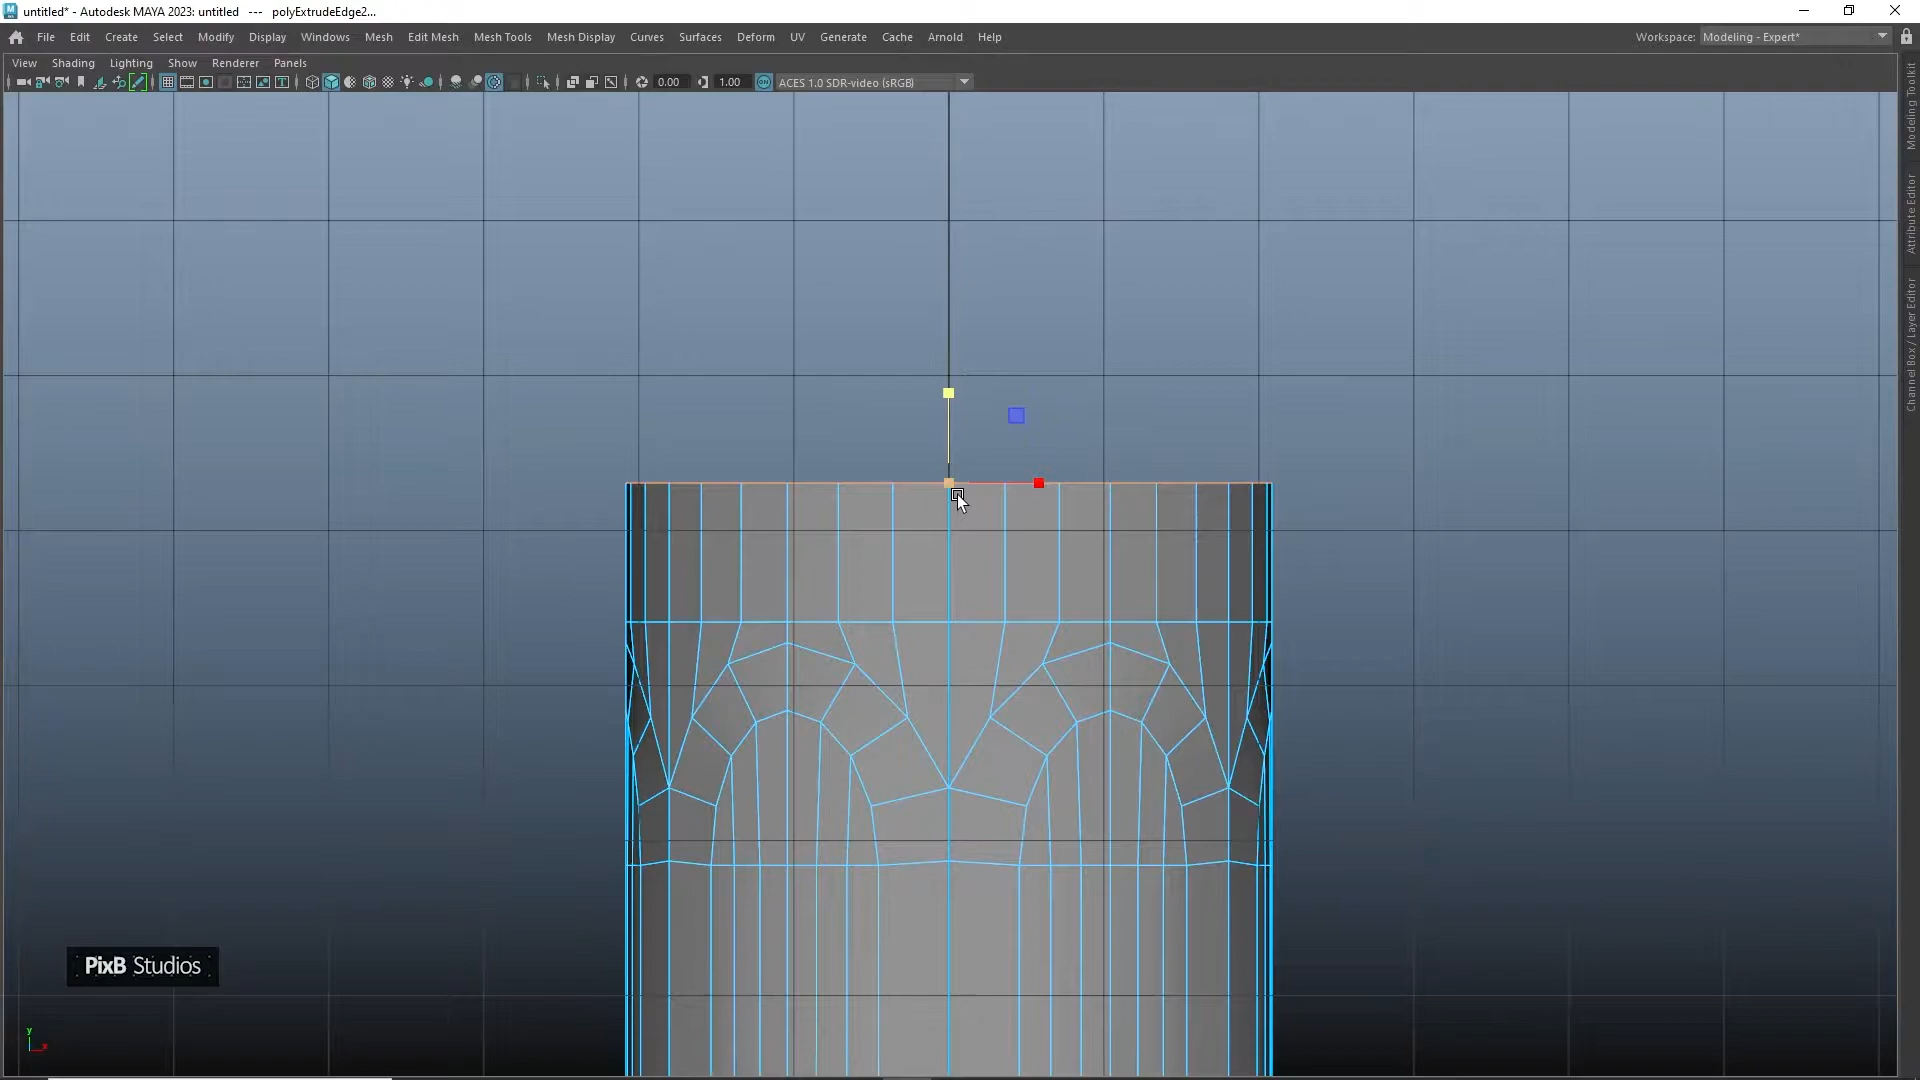 untitled* - Autodesk MAYA 2023: untitled --- polyExtrudeEdge2...
File Edit Create Select Modify Display Windows Mesh Edit Mesh Mesh Tools Mesh Display Curves Surfaces Deform UV Generate Cache Arnold Help Workspace: Modeling - Expert*
View Shading Lighting Show Renderer Panels
0.00 1.00 ON ACES 1.0 SDR-video (sRGB)
Modeling Toolkit
Attribute Editor
Channel Box / Layer Editor
PixB Studios
y
x